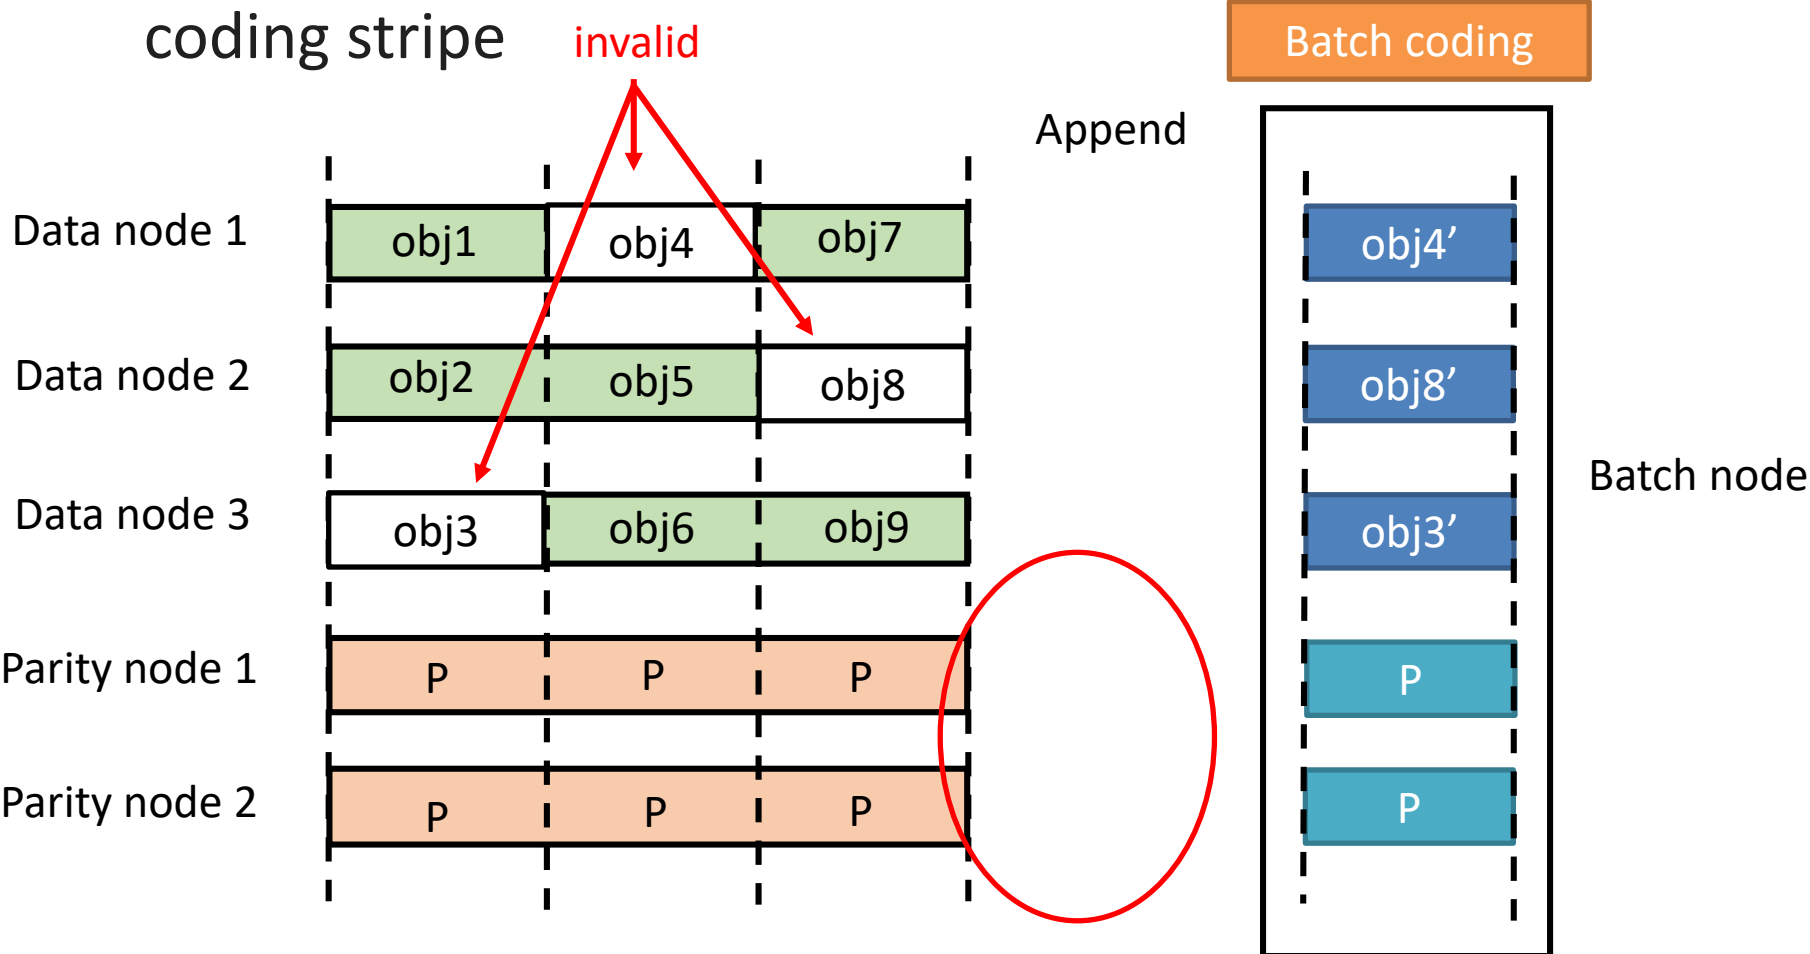 coding stripe
invalid
Batch coding
Append
Data node 1
obj1
obj4
obj7
obj4’
Data node 2
obj2
obj5
obj8
obj8’
Batch node
Data node 3
obj3
obj6
obj9
obj3’
Parity node 1
P
P
P
P
Parity node 2
P
P
P
P